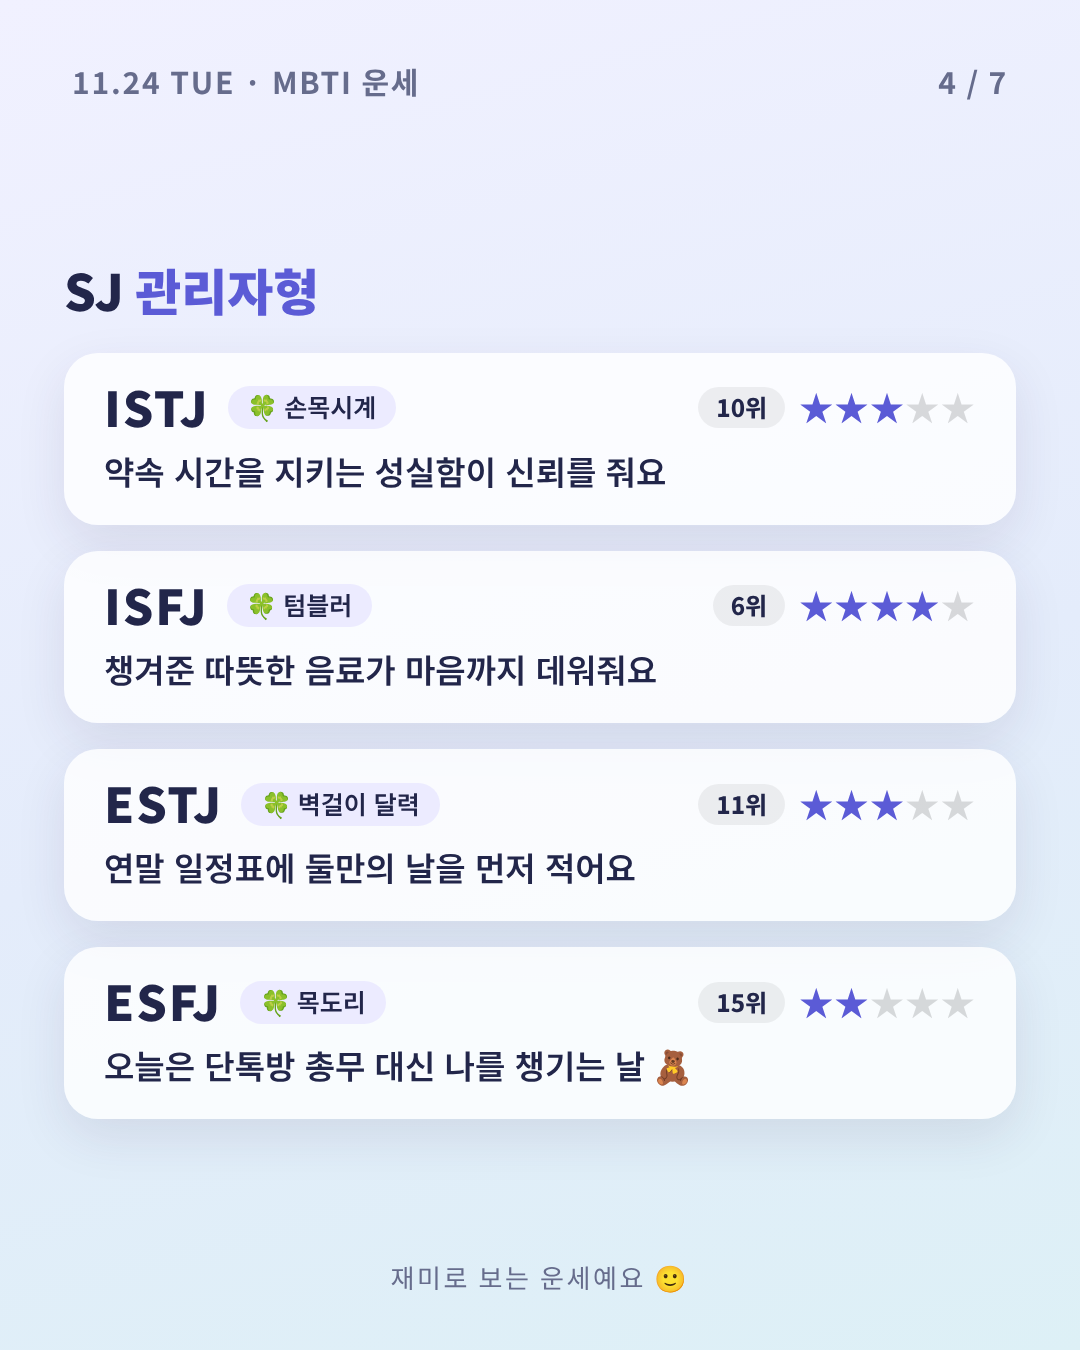 11.24 TUE · MBTI 운세
4 / 7
SJ 관리자형
ISTJ 🍀 손목시계 10위 ★★★★★
약속 시간을 지키는 성실함이 신뢰를 줘요
ISFJ 🍀 텀블러 6위 ★★★★★
챙겨준 따뜻한 음료가 마음까지 데워줘요
ESTJ 🍀 벽걸이 달력 11위 ★★★★★
연말 일정표에 둘만의 날을 먼저 적어요
ESFJ 🍀 목도리 15위 ★★★★★
오늘은 단톡방 총무 대신 나를 챙기는 날 🧸
재미로 보는 운세예요 🙂